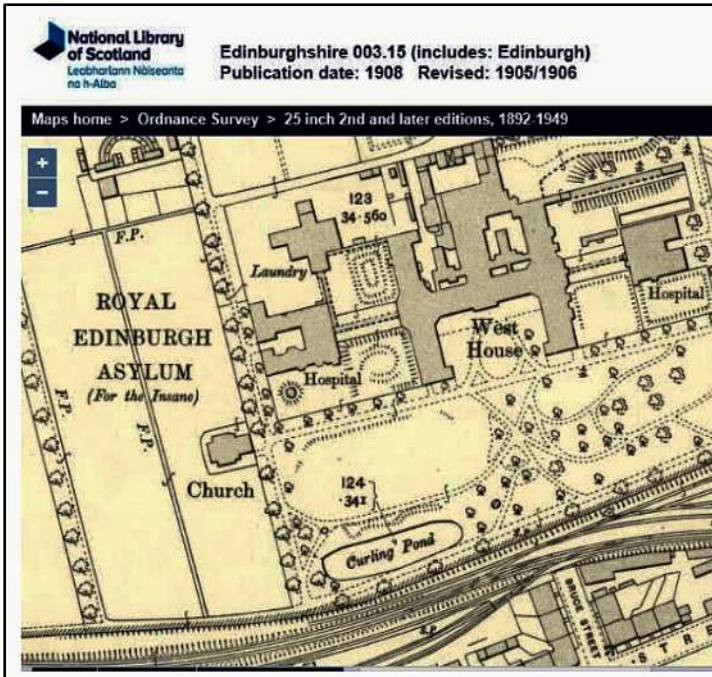 National Library
of Scotland
Leabharlann Nàiseanta
na h-Alba
Edinburghshire 003.15 (includes: Edinburgh)
Publication date: 1908 Revised: 1905/1906
Maps home > Ordnance Survey > 25 inch 2nd and later editions, 1892-1949
+
−
123
34·560
F.P.
Laundry
Hospital
ROYAL
EDINBURGH
ASYLUM
(For the Insane)
West
House
Hospital
F.P.
F.P.
Church
124
·341
Curling Pond
S.P.
BRUCE STREET
STRE